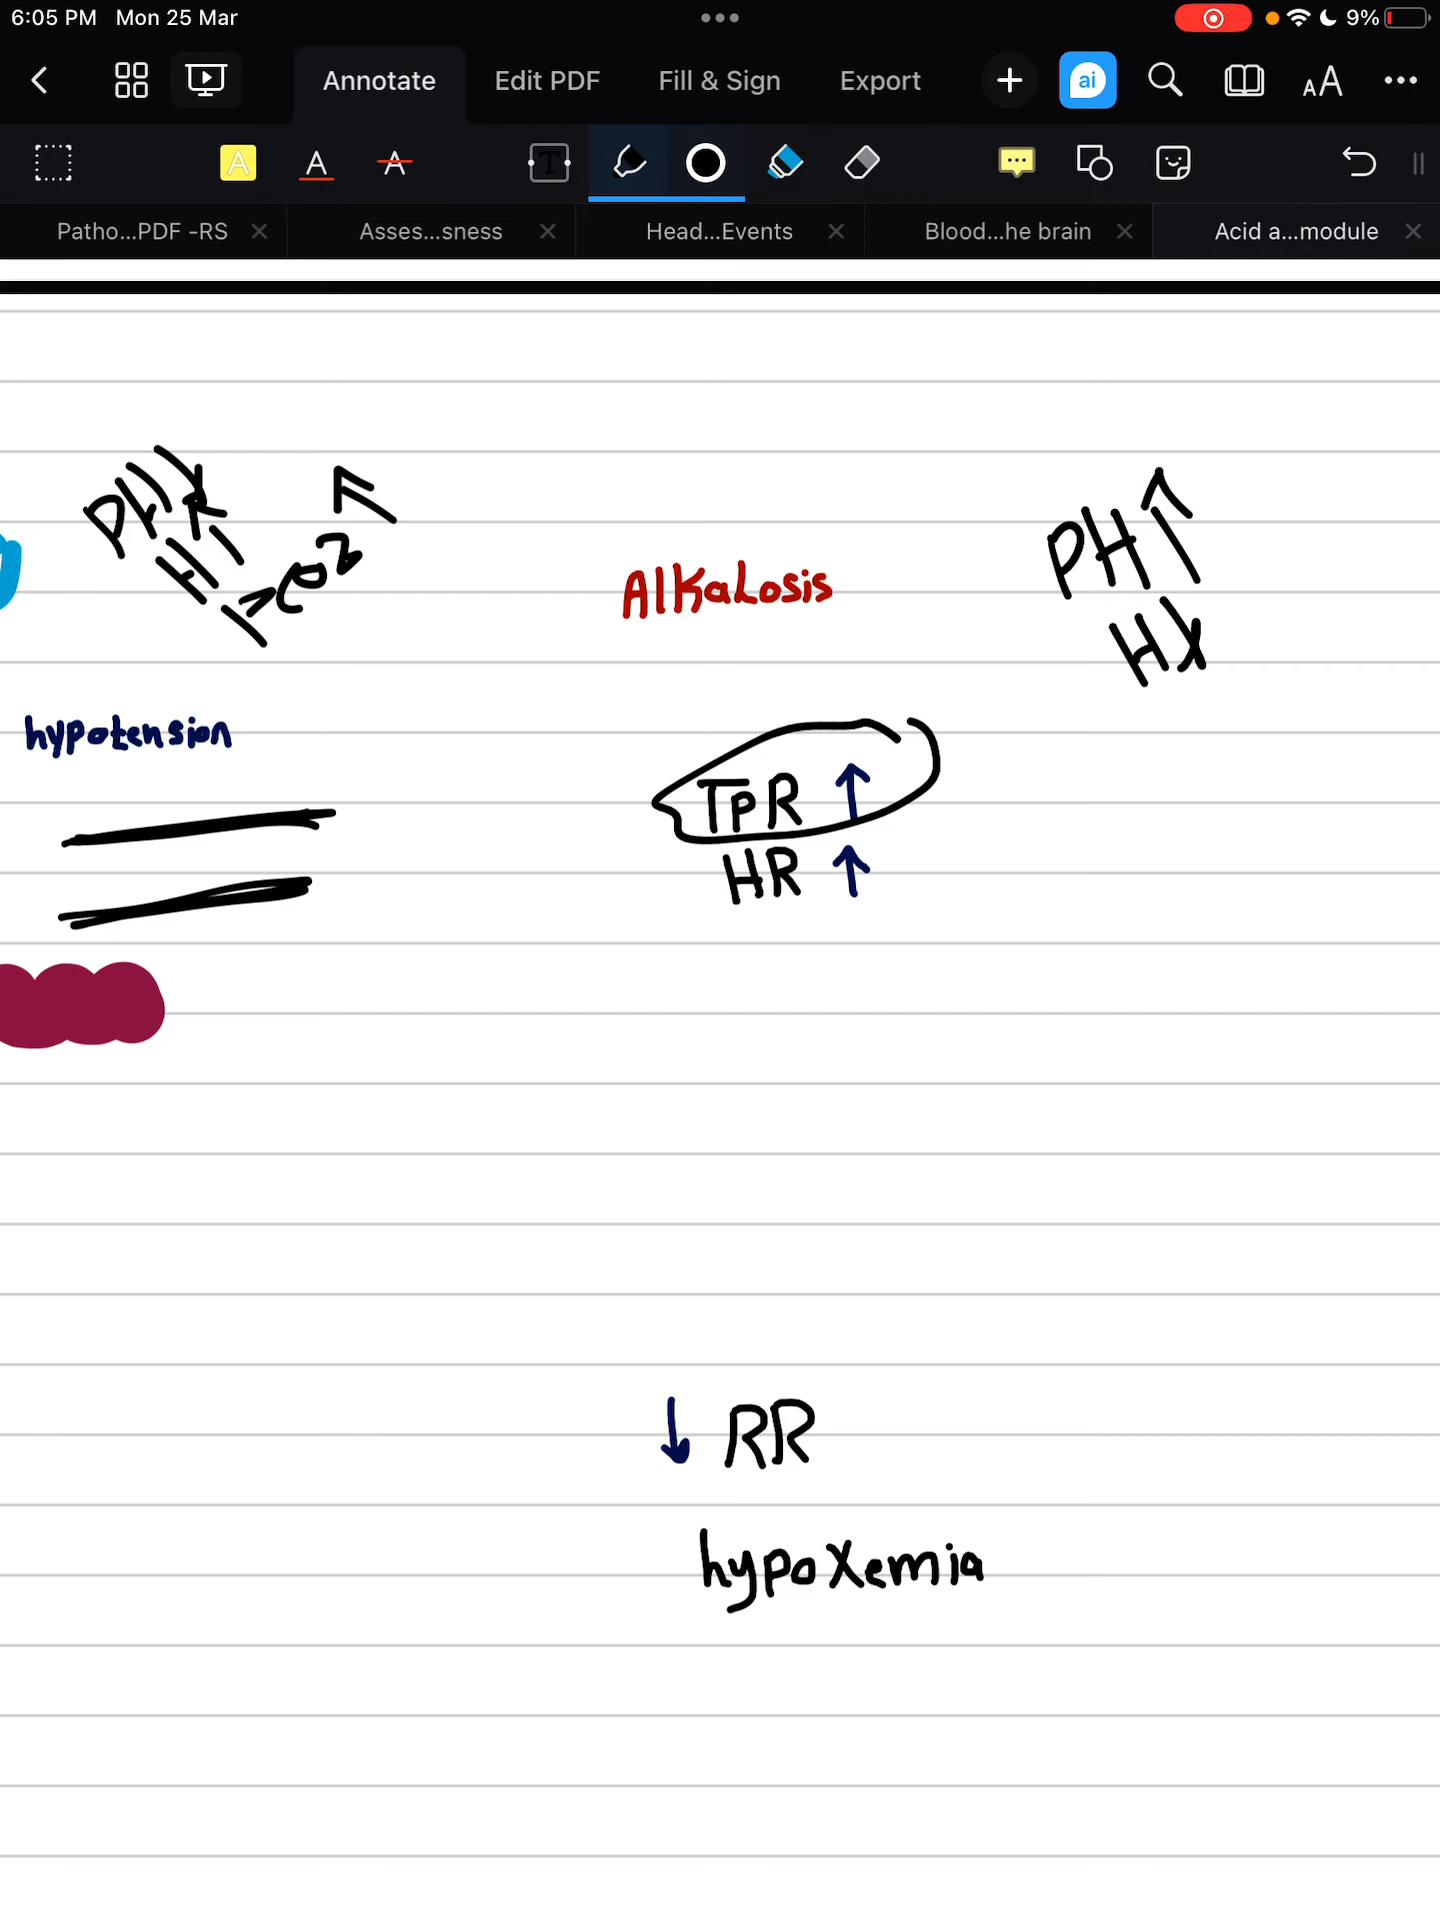 6:05 PM Mon 25 Mar
9%
Annotate Edit PDF Fill & Sign Export ai AA
A A A T
Patho...PDF -RS Asses...sness Head...Events Blood...he brain Acid a...module
PH
H
PCO2
Alkalosis
PH↑
H
hypotension
TPR ↑
HR ↑
↓ RR
hypoxemia